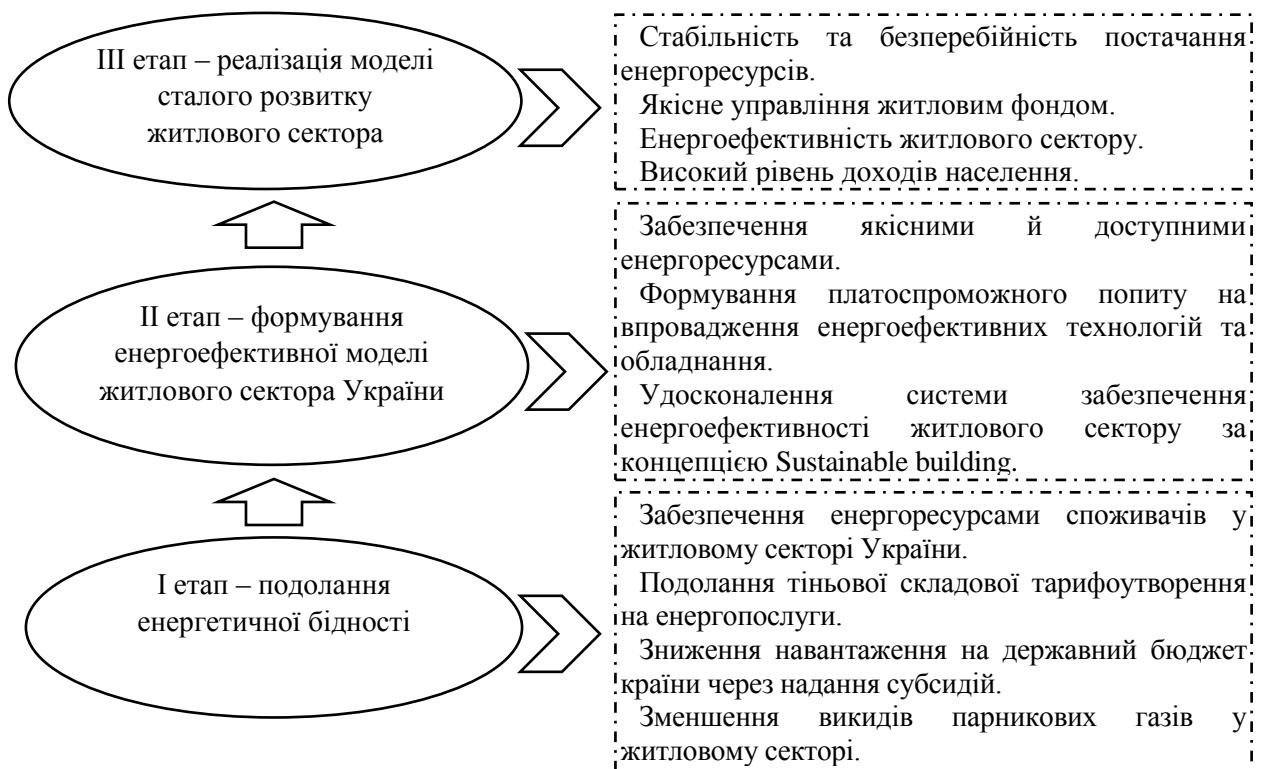 III етап – реалізація моделі
сталого розвитку
житлового сектора
Стабільність та безперебійність постачання
енергоресурсів.
Якісне управління житловим фондом.
Енергоефективність житлового сектору.
Високий рівень доходів населення.
II етап – формування
енергоефективної моделі
житлового сектора України
Забезпечення якісними й доступними
енергоресурсами.
Формування платоспроможного попиту на
впровадження енергоефективних технологій та
обладнання.
Удосконалення системи забезпечення
енергоефективності житлового сектору за
концепцією Sustainable building.
I етап – подолання
енергетичної бідності
Забезпечення енергоресурсами споживачів у
житловому секторі України.
Подолання тіньової складової тарифоутворення
на енергопослуги.
Зниження навантаження на державний бюджет
країни через надання субсидій.
Зменшення викидів парникових газів у
житловому секторі.